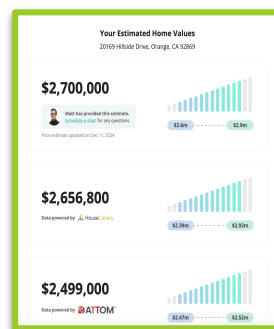 Your Estimated Home Values
20169 Hillside Drive, Orange, CA 92869
$2,700,000
Matt has provided this estimate.
Schedule a chat for any questions.
Price estimate updated on Dec 11, 2024
$2.6m
$2.9m
$2,656,800
Data powered by HouseCanary
$2.39m
$2.92m
$2,499,000
Data powered by ATTOM
$2.47m
$2.52m